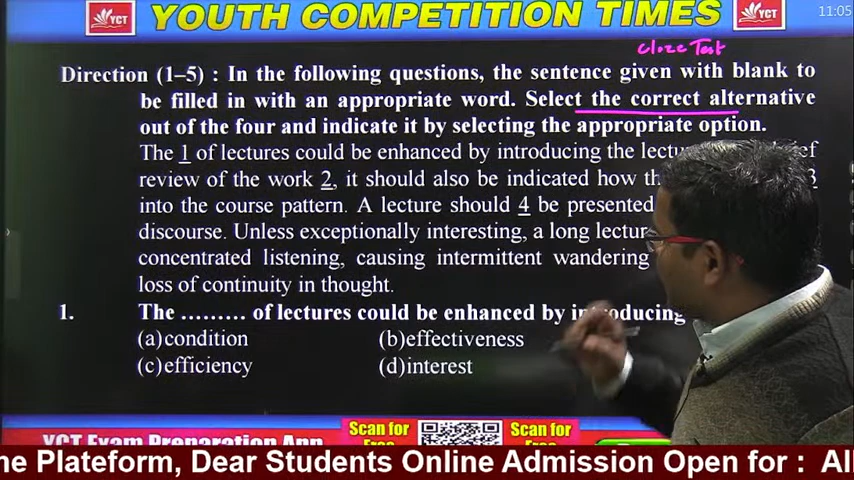 YCT
YOUTH COMPETITION TIMES
YCT
11:05
Cloze Test
Direction (1–5) : In the following questions, the sentence given with blank to
be filled in with an appropriate word. Select the correct alternative
out of the four and indicate it by selecting the appropriate option.
The 1 of lectures could be enhanced by introducing the
review of the work 2, it should also be indicated how 3
into the course pattern. A lecture should 4 be presented
discourse. Unless exceptionally interesting, a long
concentrated listening, causing intermittent wandering
loss of continuity in thought.
1. The ......... of lectures could be enhanced by introducing
(a)condition (b)effectiveness
(c)efficiency (d)interest
YCT Exam Preparation App
Scan for
Free
Scan for
Free
Plateform, Dear Students Online Admission Open for :